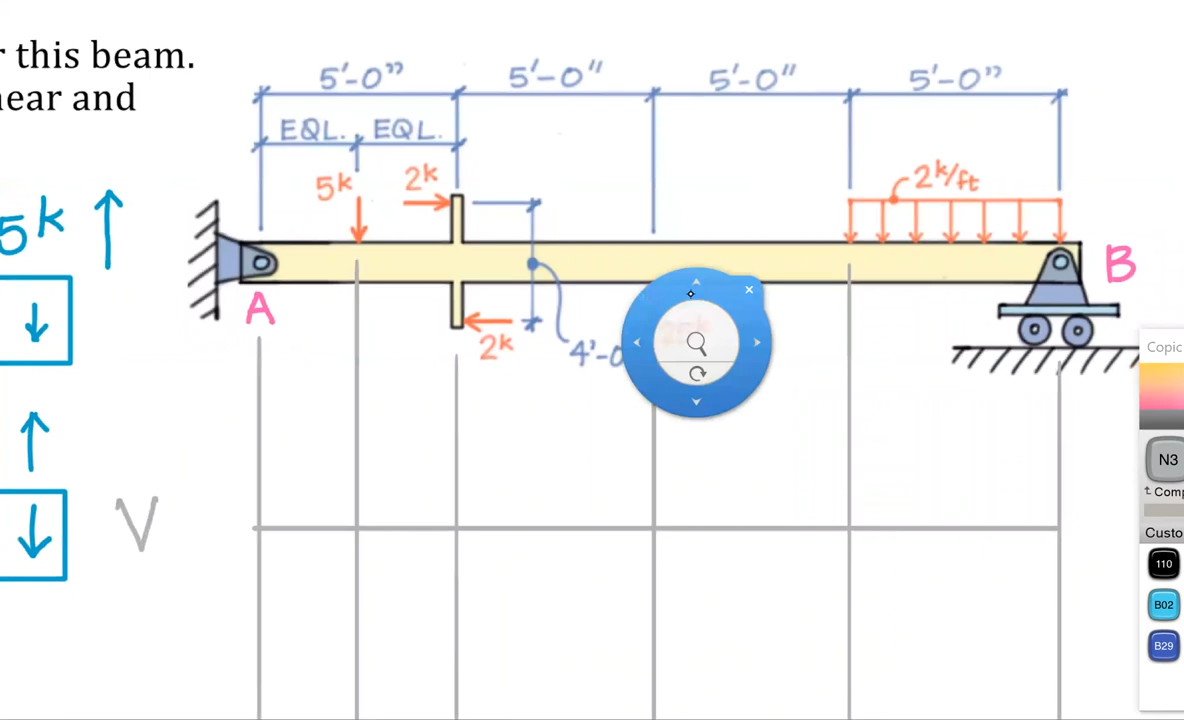 r this beam.
near and
5'-0" 5'-0" 5'-0" 5'-0"
EQL. EQL.
5k 2k 2k/ft
5k
A B
2k 4'-0
V
Copic
N3
Comp
Custo
110
B02
B29